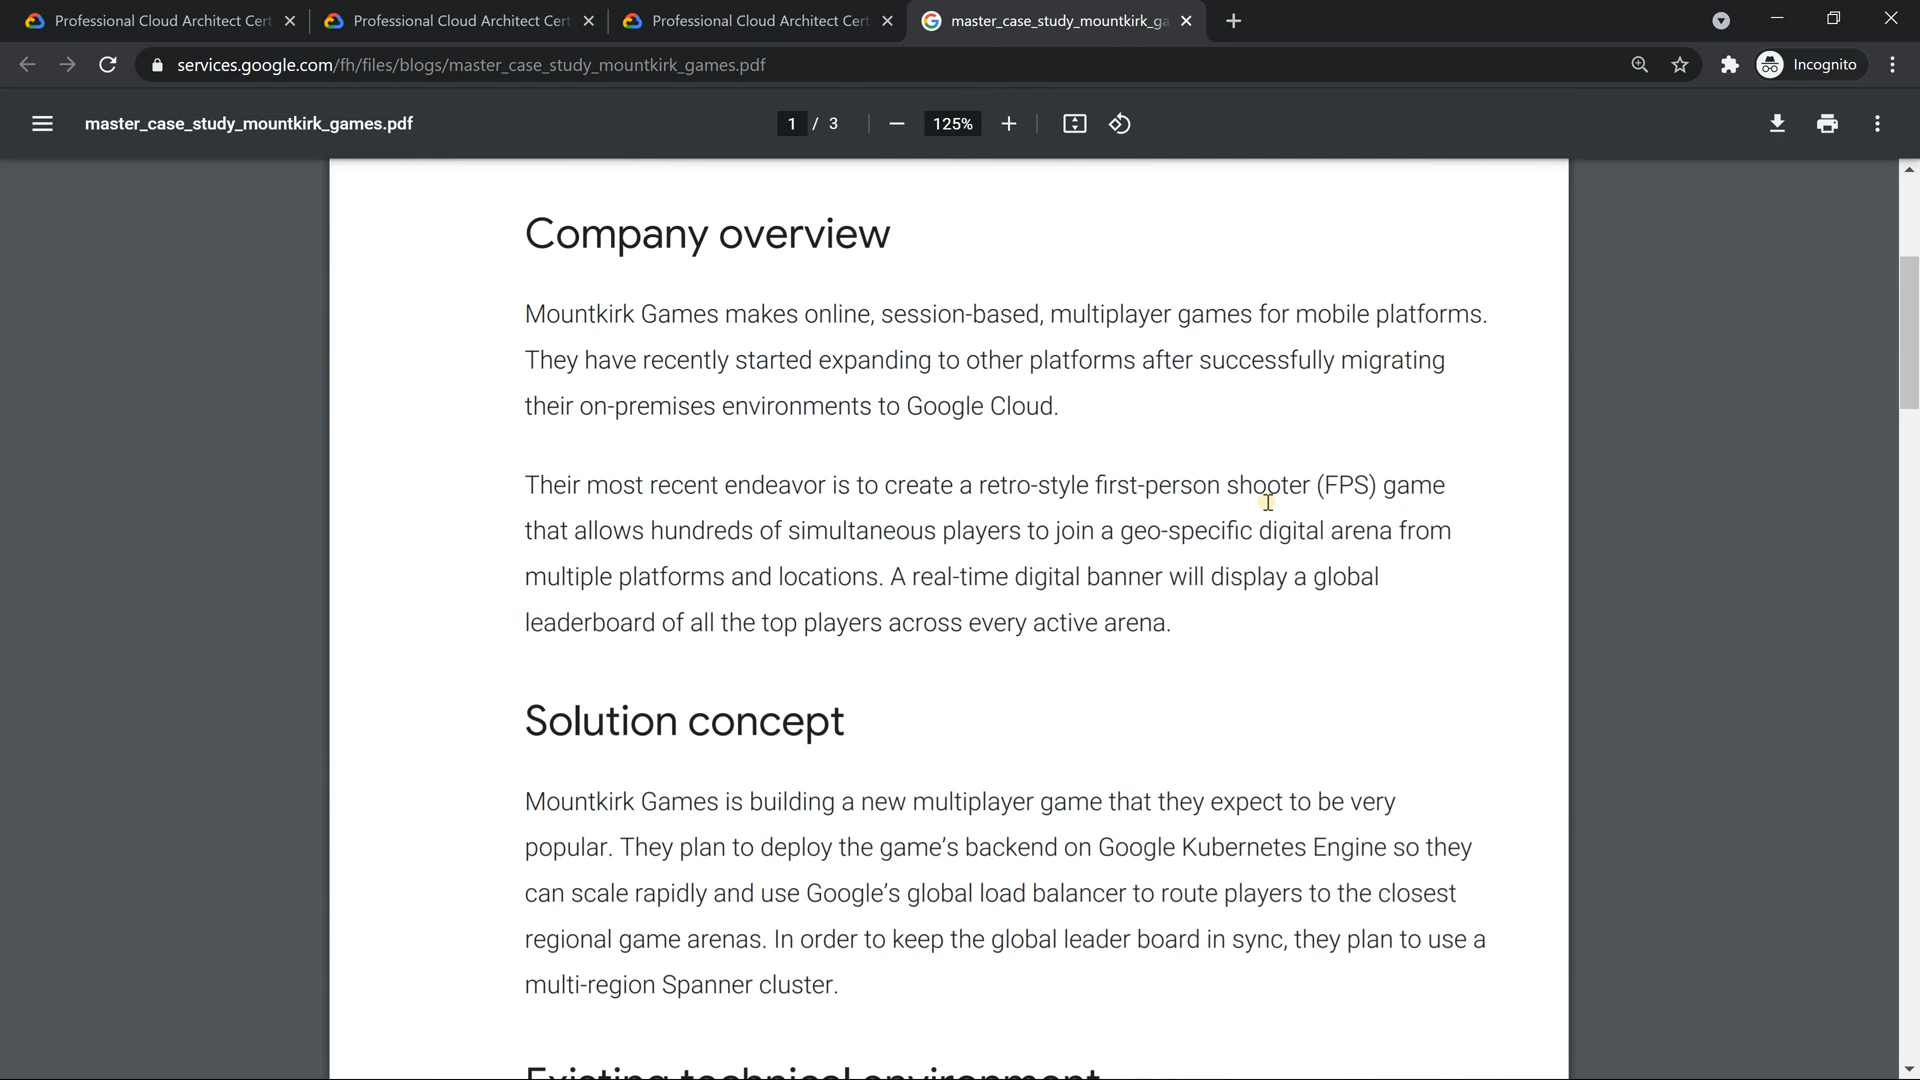 Professional Cloud Architect Cert
Professional Cloud Architect Cert
Professional Cloud Architect Cert
master_case_study_mountkirk_ga
services.google.com/fh/files/blogs/master_case_study_mountkirk_games.pdf
Incognito
master_case_study_mountkirk_games.pdf
1 / 3
125%
Company overview
Mountkirk Games makes online, session-based, multiplayer games for mobile platforms.
They have recently started expanding to other platforms after successfully migrating
their on-premises environments to Google Cloud.
Their most recent endeavor is to create a retro-style first-person shooter (FPS) game
that allows hundreds of simultaneous players to join a geo-specific digital arena from
multiple platforms and locations. A real-time digital banner will display a global
leaderboard of all the top players across every active arena.
Solution concept
Mountkirk Games is building a new multiplayer game that they expect to be very
popular. They plan to deploy the game's backend on Google Kubernetes Engine so they
can scale rapidly and use Google's global load balancer to route players to the closest
regional game arenas. In order to keep the global leader board in sync, they plan to use a
multi-region Spanner cluster.
Existing technical environment